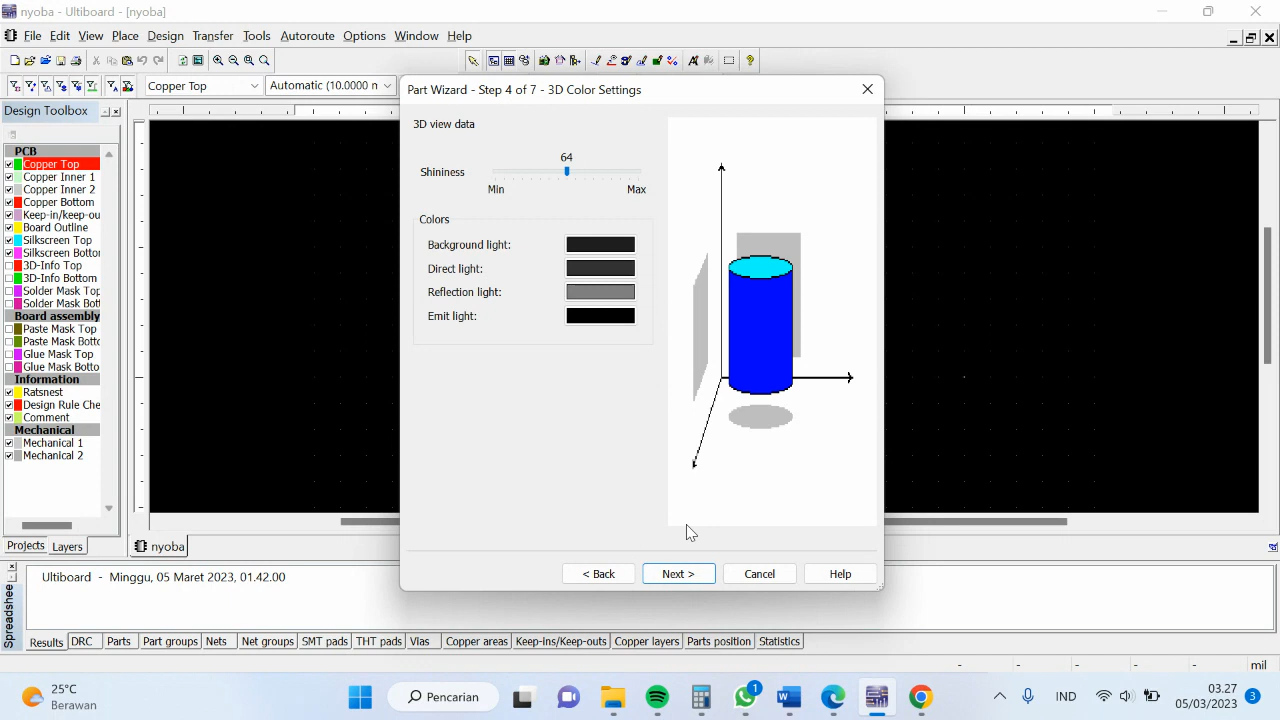 nyoba - Ultiboard - [nyoba]
File Edit View Place Design Transfer Tools Autoroute Options Window Help
Copper Top
Automatic (10.0000 n
Design Toolbox
PCB
Copper Top
Copper Inner 1
Copper Inner 2
Copper Bottom
Keep-in/keep-ou
Board Outline
Silkscreen Top
Silkscreen Botton
3D-Info Top
3D-Info Bottom
Solder Mask Top
Solder Mask Bott
Board assembly
Paste Mask Top
Paste Mask Botto
Glue Mask Top
Glue Mask Botto
Information
Ratsnest
Design Rule Che
Comment
Mechanical
Mechanical 1
Mechanical 2
Projects Layers
nyoba
Part Wizard - Step 4 of 7 - 3D Color Settings
3D view data
64
Shininess
Min Max
Colors
Background light:
Direct light:
Reflection light:
Emit light:
< Back Next > Cancel Help
Ultiboard - Minggu, 05 Maret 2023, 01.42.00
Spreadshee
Results DRC Parts Part groups Nets Net groups SMT pads THT pads Vias Copper areas Keep-ins/Keep-outs Copper layers Parts position Statistics
- - - - - mil
25°C
Berawan
Pencarian
1
IND
03.27
05/03/2023
3